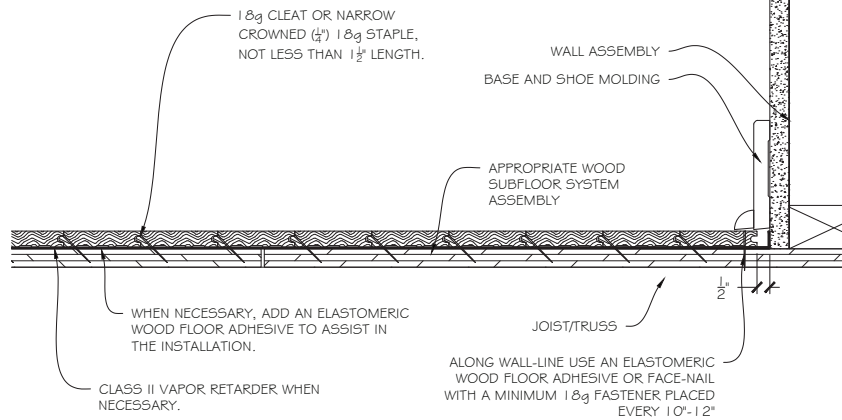 18g CLEAT OR NARROW
CROWNED (¼") 18g STAPLE,
NOT LESS THAN 1½" LENGTH.
WALL ASSEMBLY
BASE AND SHOE MOLDING
APPROPRIATE WOOD
SUBFLOOR SYSTEM
ASSEMBLY
½"
WHEN NECESSARY, ADD AN ELASTOMERIC
WOOD FLOOR ADHESIVE TO ASSIST IN
THE INSTALLATION.
JOIST/TRUSS
CLASS II VAPOR RETARDER WHEN
NECESSARY.
ALONG WALL-LINE USE AN ELASTOMERIC
WOOD FLOOR ADHESIVE OR FACE-NAIL
WITH A MINIMUM 18g FASTENER PLACED
EVERY 10"-12"